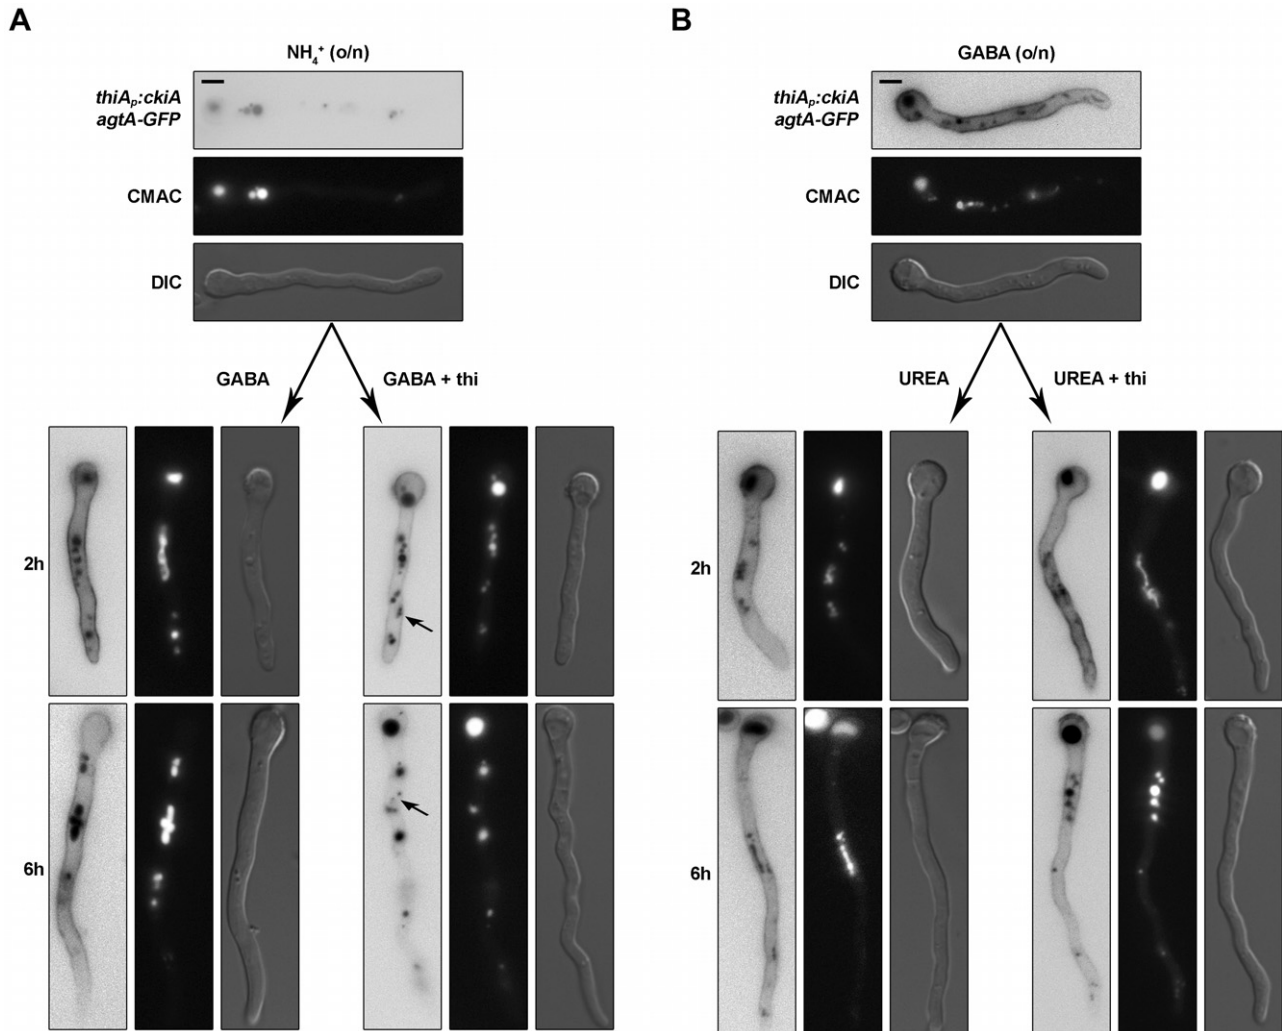 A
B
NH₄⁺ (o/n)
GABA (o/n)
thiAₚ:ckiA
agtA-GFP
thiAₚ:ckiA
agtA-GFP
CMAC
CMAC
DIC
DIC
GABA
GABA + thi
UREA
UREA + thi
2h
2h
6h
6h